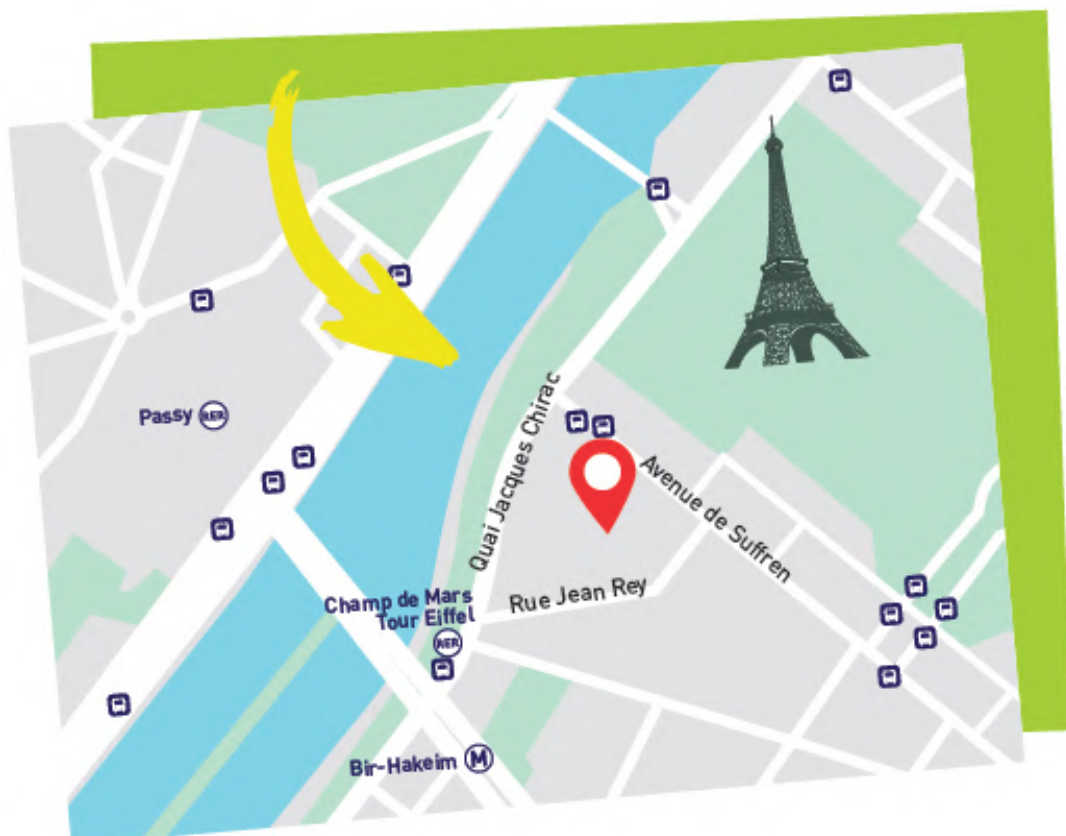 Passy RER
Quai Jacques Chirac
Avenue de Suffren
Rue Jean Rey
Champ de Mars
Tour Eiffel
RER
Bir-Hakeim M